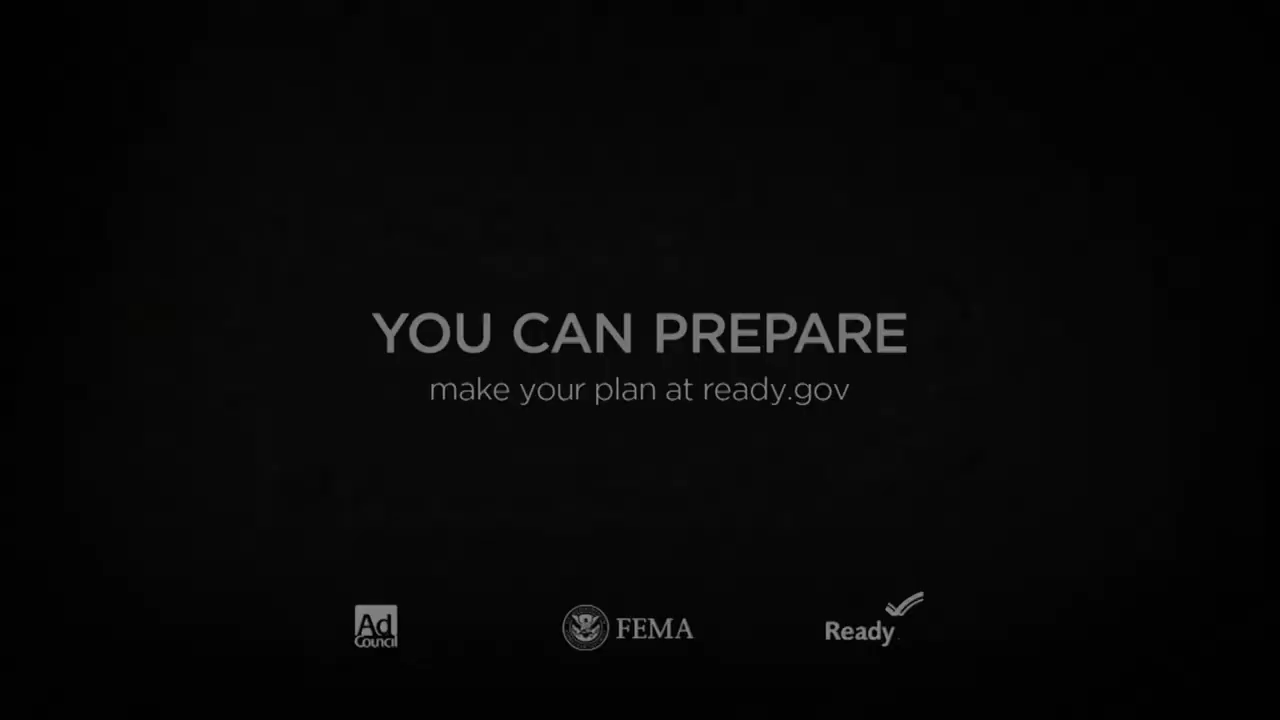 YOU CAN PREPARE
make your plan at ready.gov
Ad Council
FEMA
Ready